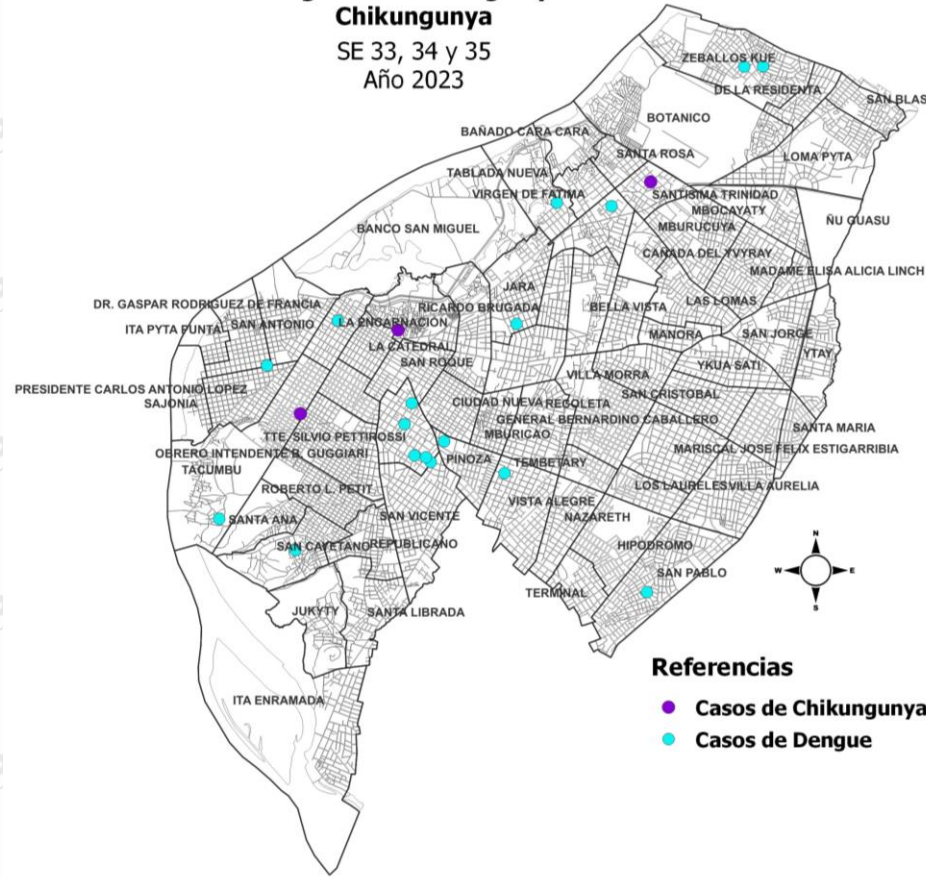 Chikungunya
SE 33, 34 y 35
Año 2023
ZEBALLOS KUE
DE LA RESIDENTA
SAN BLAS
BOTANICO
BAÑADO CARA CARA
SANTA ROSA
LOMA PYTA
TABLADA NUEVA
VIRGEN DE FATIMA
SANTISIMA TRINIDAD
MBOCAYATY
ÑU GUASU
MBURUCUYA
BANCO SAN MIGUEL
CAÑADA DEL YVYRAY
MADAME ELISA ALICIA LINCH
JARA
DR. GASPAR RODRIGUEZ DE FRANCIA
RICARDO BRUGADA
BELLA VISTA
LAS LOMAS
ITA PYTA PUNTA
SAN ANTONIO
LA ENCARNACION
MANORA
SAN JORGE
LA CATEDRAL
YTAY
SAN ROQUE
YKUA SATI
VILLA MORRA
PRESIDENTE CARLOS ANTONIO LOPEZ
SAN CRISTOBAL
SAJONIA
CIUDAD NUEVA
RECOLETA
GENERAL BERNARDINO CABALLERO
SANTA MARIA
TTE. SILVIO PETTIROSSI
MBURICAO
MARISCAL JOSE FELIX ESTIGARRIBIA
OBRERO INTENDENTE B. GUGGIARI
PINOZA
TEMBETARY
TACUMBU
LOS LAURELES
VILLA AURELIA
ROBERTO L. PETIT
VISTA ALEGRE
SANTA ANA
SAN VICENTE
NAZARETH
SAN CAYETANO
REPUBLICANO
HIPODROMO
SAN PABLO
N
W
E
S
TERMINAL
JUKYTY
SANTA LIBRADA
Referencias
ITA ENRAMADA
Casos de Chikungunya
Casos de Dengue